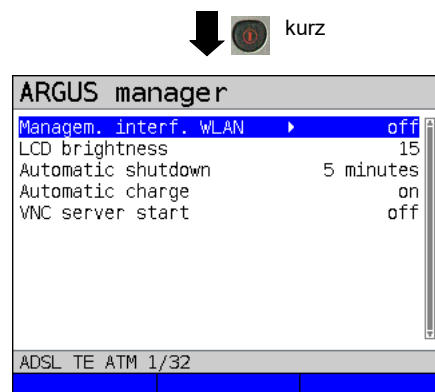 kurz
ARGUS manager
Managem. interf. WLAN off
LCD brightness 15
Automatic shutdown 5 minutes
Automatic charge on
VNC server start off
ADSL TE ATM 1/32